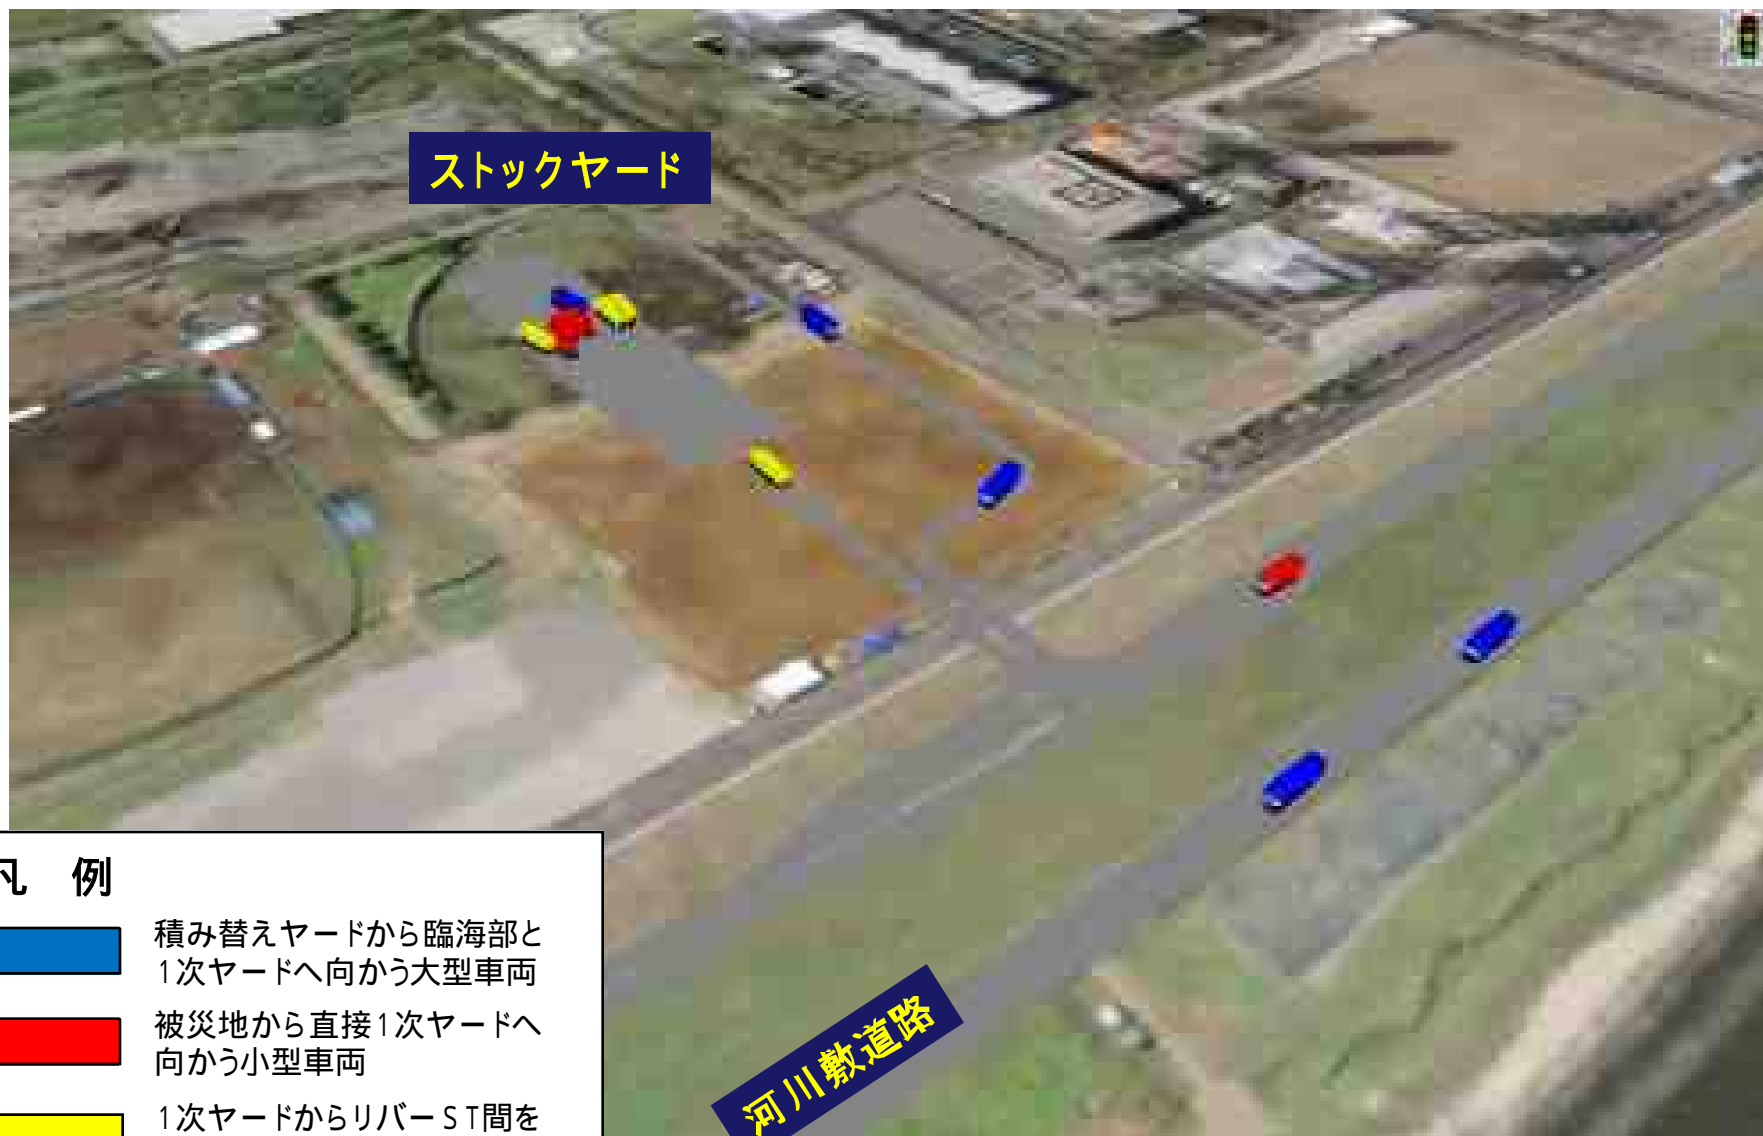 ストックヤード
凡 例
積み替えヤードから臨海部と
1次ヤードへ向かう大型車両
被災地から直接1次ヤードへ
向かう小型車両
1次ヤードからリバーST間を
河川敷道路